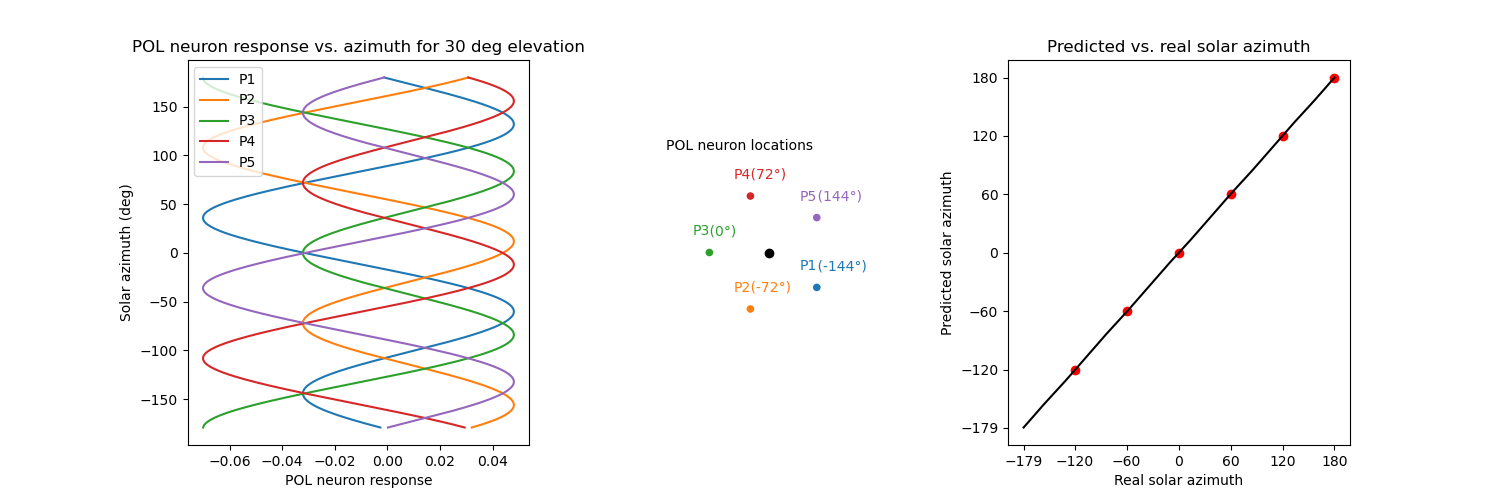 POL neuron response vs. azimuth for 30 deg elevation
P1
P2
P3
P4
P5
150
100
50
0
−50
−100
−150
Solar azimuth (deg)
−0.06 −0.04 −0.02 0.00 0.02 0.04
POL neuron response
POL neuron locations
P4(72°)
P5(144°)
P3(0°)
P1(-144°)
P2(-72°)
Predicted vs. real solar azimuth
180
120
60
0
−60
−120
−179
Predicted solar azimuth
−179 −120 −60 0 60 120 180
Real solar azimuth